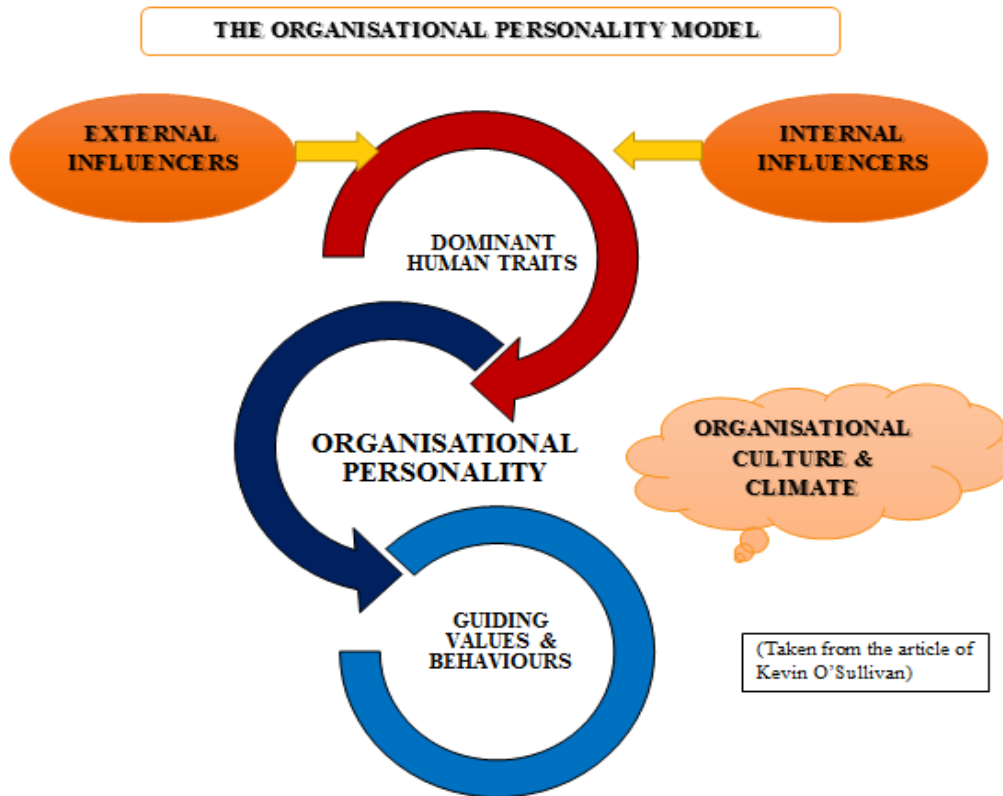 THE ORGANISATIONAL PERSONALITY MODEL
EXTERNAL
INFLUENCERS
INTERNAL
INFLUENCERS
DOMINANT
HUMAN TRAITS
ORGANISATIONAL
PERSONALITY
ORGANISATIONAL
CULTURE &
CLIMATE
GUIDING
VALUES &
BEHAVIOURS
(Taken from the article of
Kevin O'Sullivan)